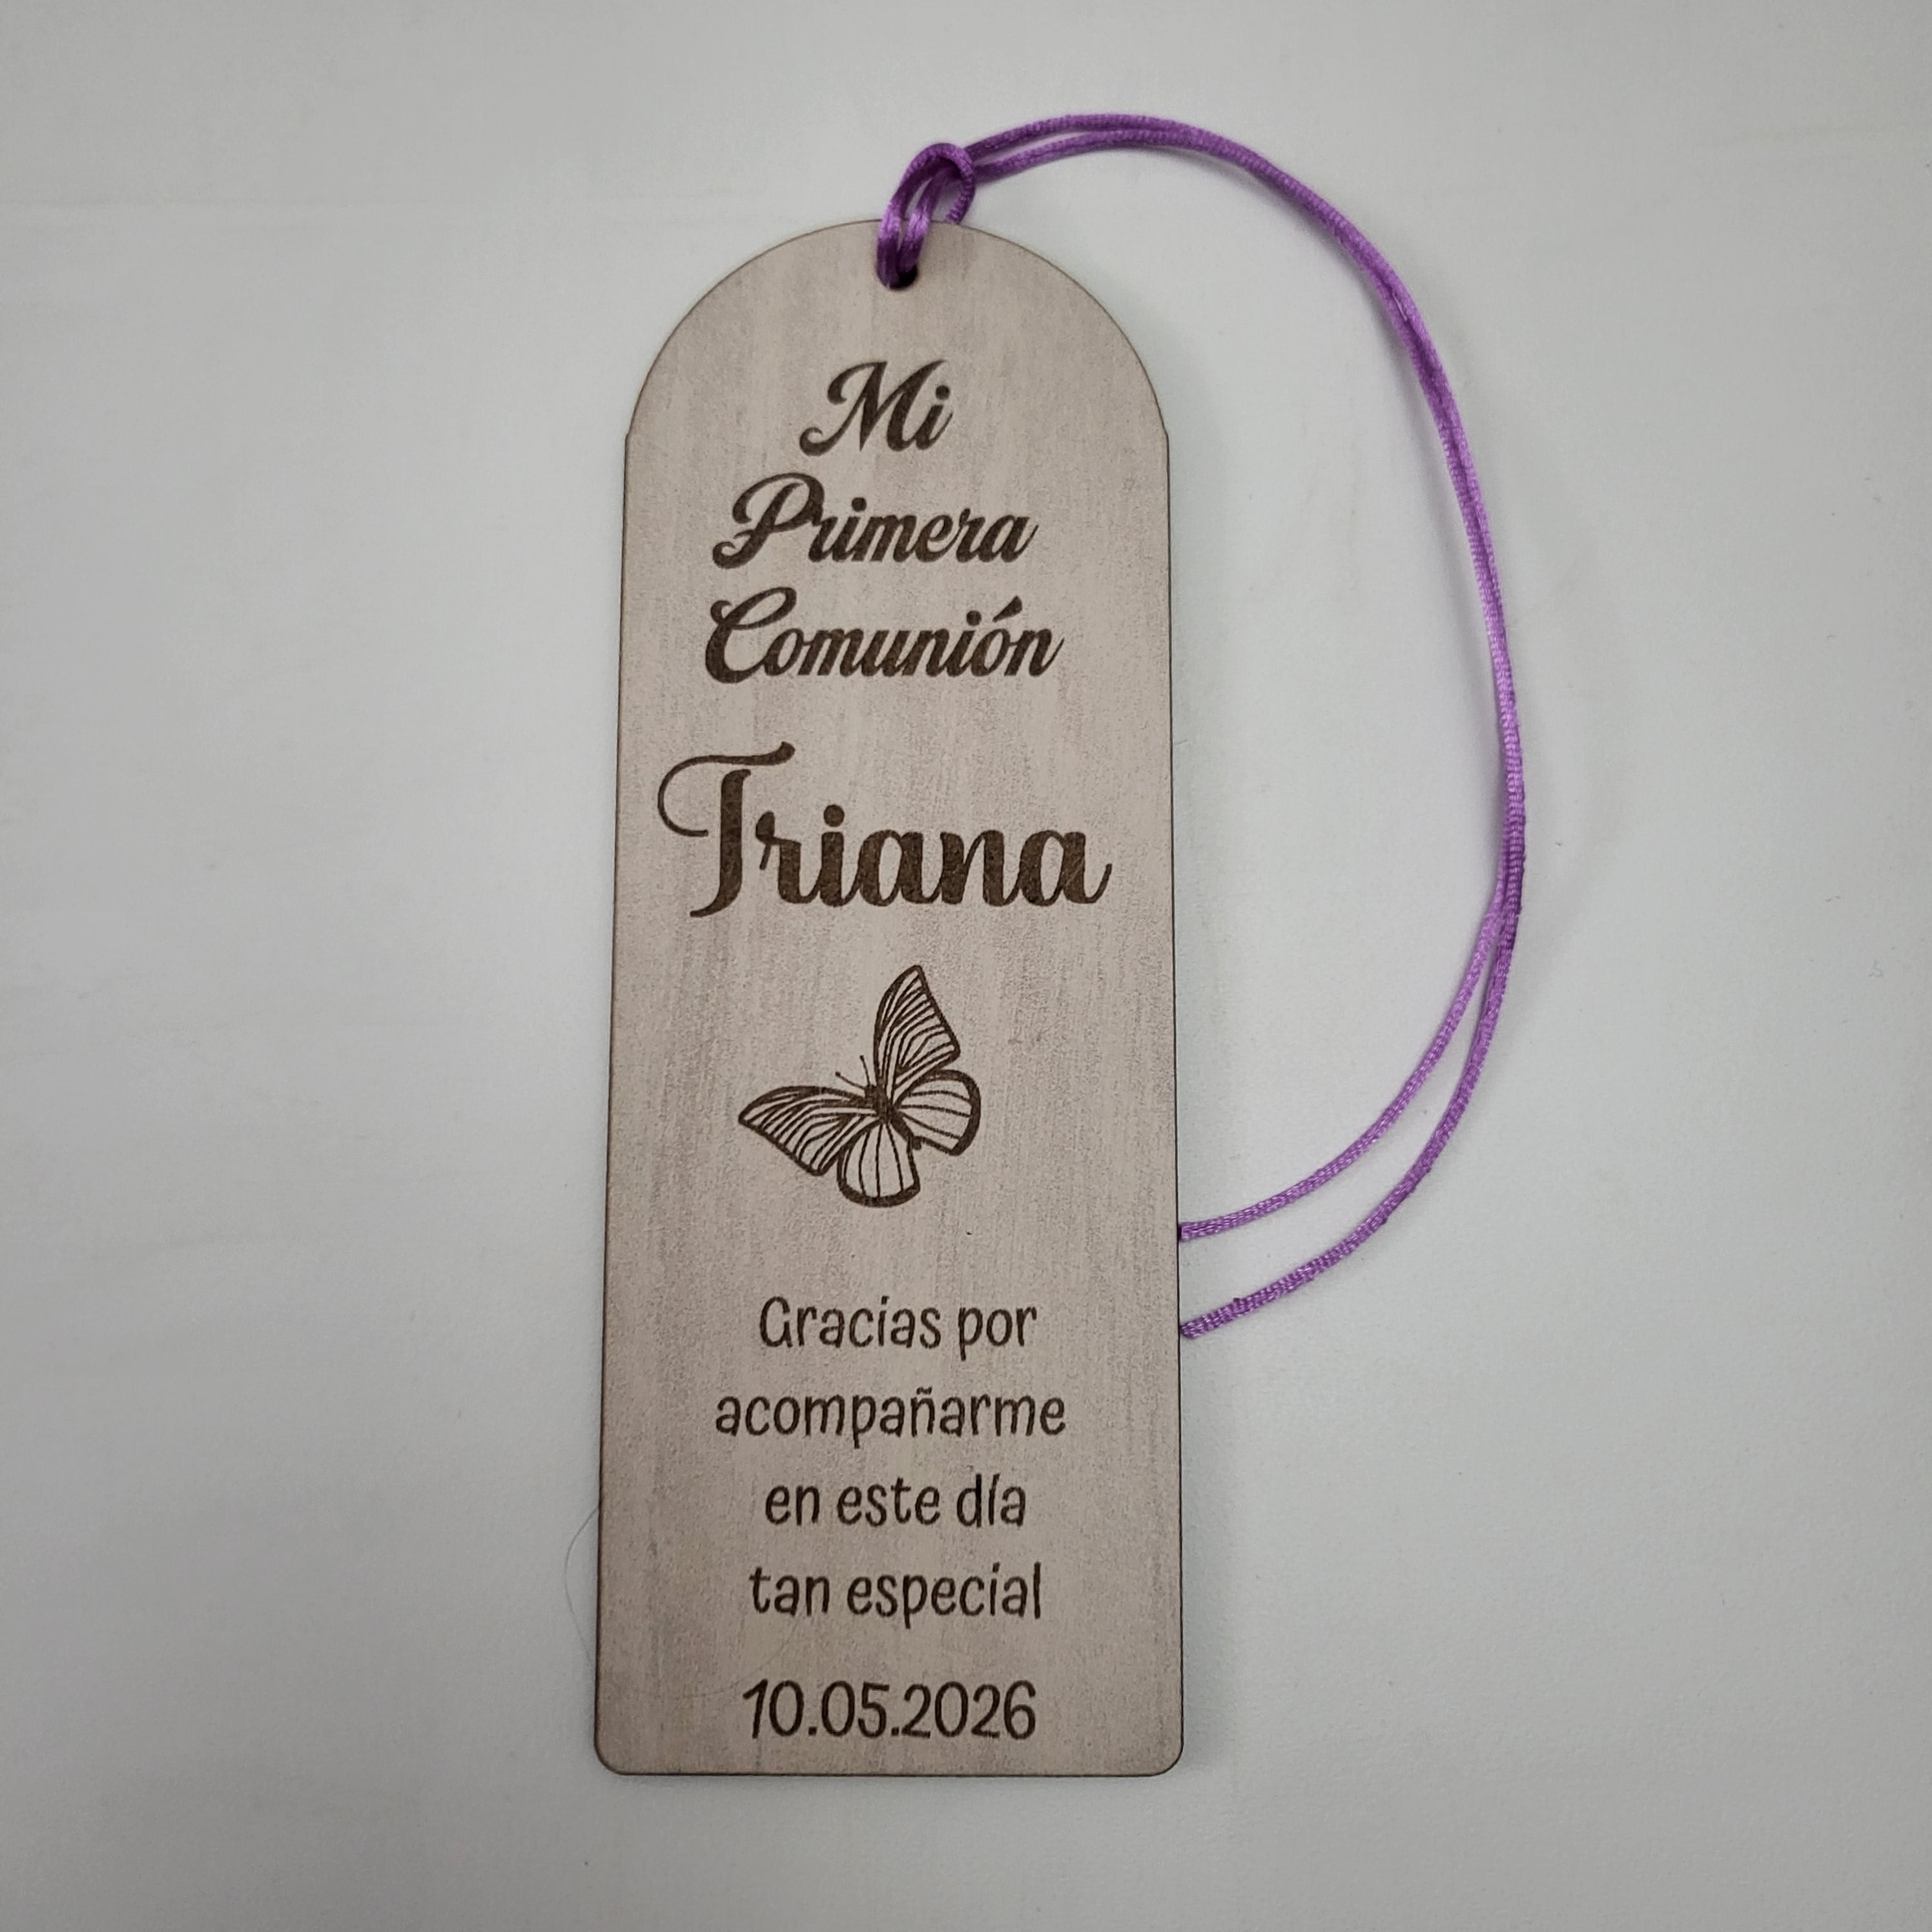 Mi
Primera
Comunión
Triana
Gracias por
acompañarme
en este día
tan especial
10.05.2026